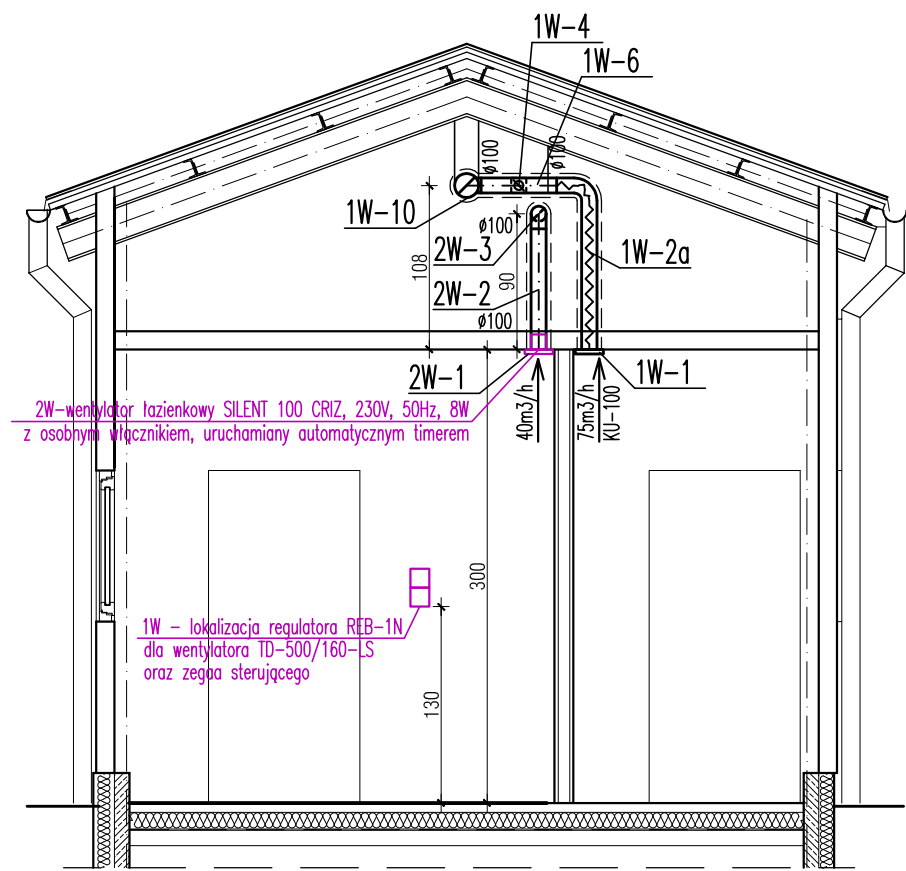 1W-4
1W-6
ø100
ø100
1W-10
ø100
2W-3
1W-2a
108
90
2W-2
ø100
2W-1
1W-1
40m3/h
75m3/h
KU-100
2W-wentylator łazienkowy SILENT 100 CRIZ, 230V, 50Hz, 8W
z osobnym włącznikiem, uruchamiany automatycznym timerem
300
1W - lokalizacja regulatora REB-1N
dla wentylatora TD-500/160-LS
oraz zegaa sterującego
130